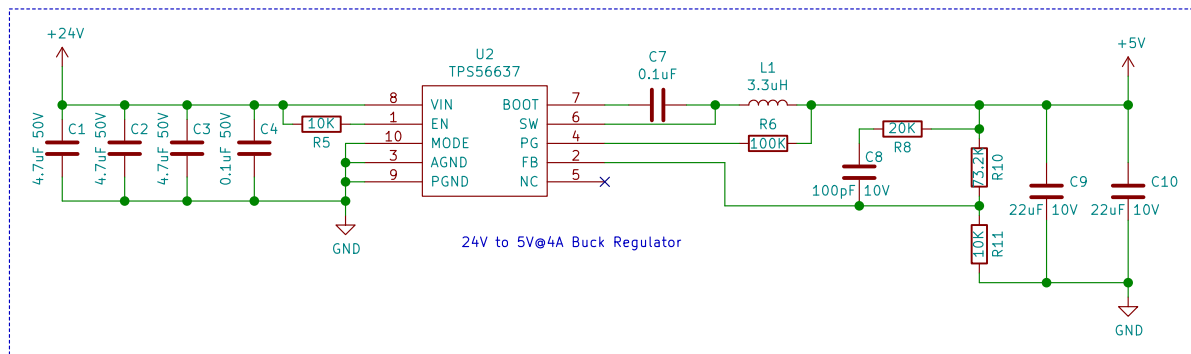 +24V
+5V
U2
TPS56637
C7
0.1uF
L1
3.3uH
8 VIN BOOT 7
1 EN SW 6
10 MODE PG 4
3 AGND FB 2
9 PGND NC 5
4.7uF 50V C1
4.7uF 50V C2
4.7uF 50V C3
0.1uF 50V C4
10K
R5
R6
100K
20K
R8
C8
100pF 10V
73.2K R10
10K R11
C9
22uF 10V
C10
22uF 10V
GND
24V to 5V@4A Buck Regulator
GND